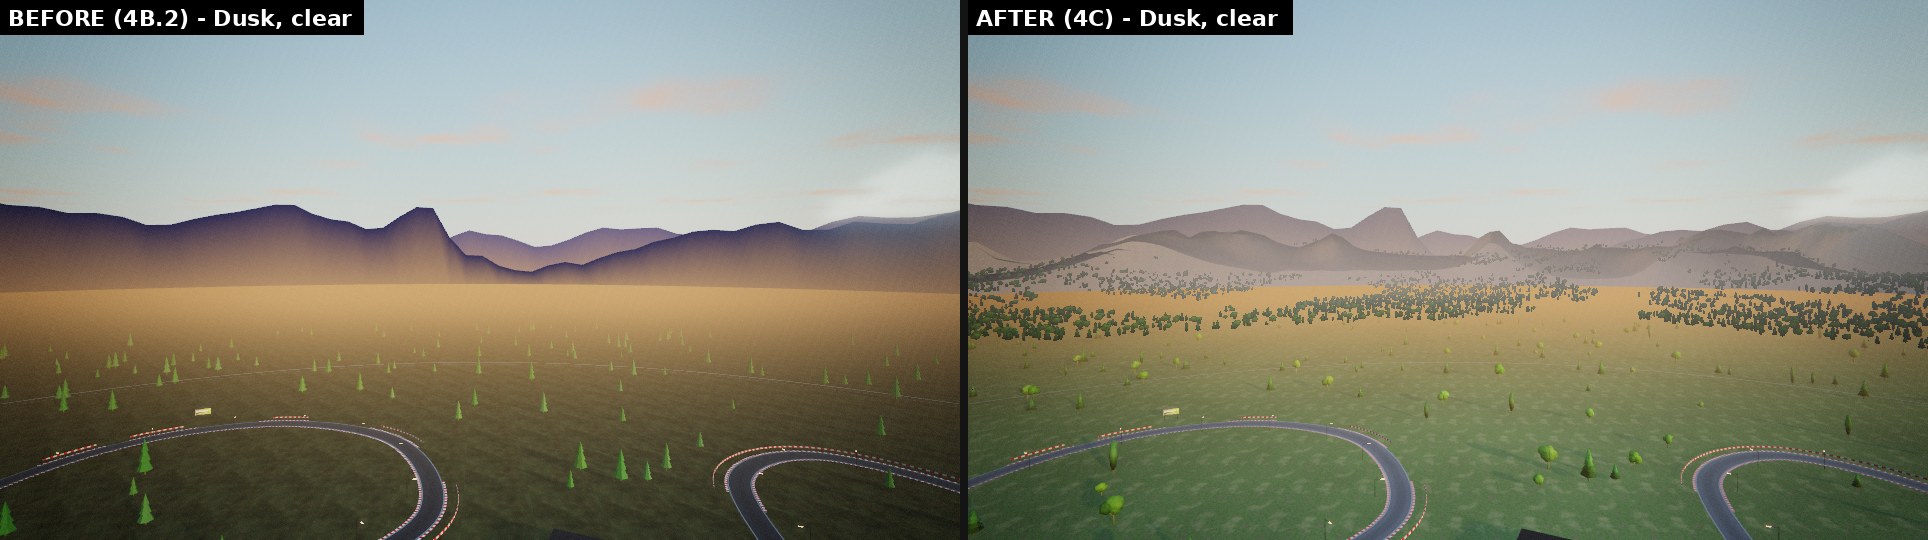 BEFORE (4B.2) - Dusk, clear
AFTER (4C) - Dusk, clear